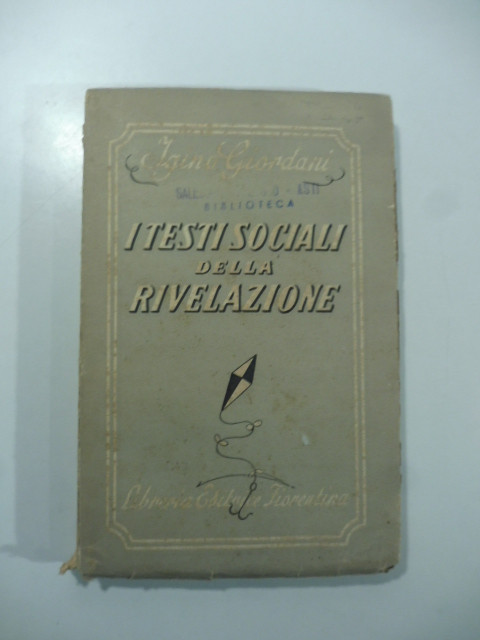 Igino Giordani
BIBLIOTECA
I TESTI SOCIALI
DELLA
RIVELAZIONE
Libreria Editrice Fiorentina